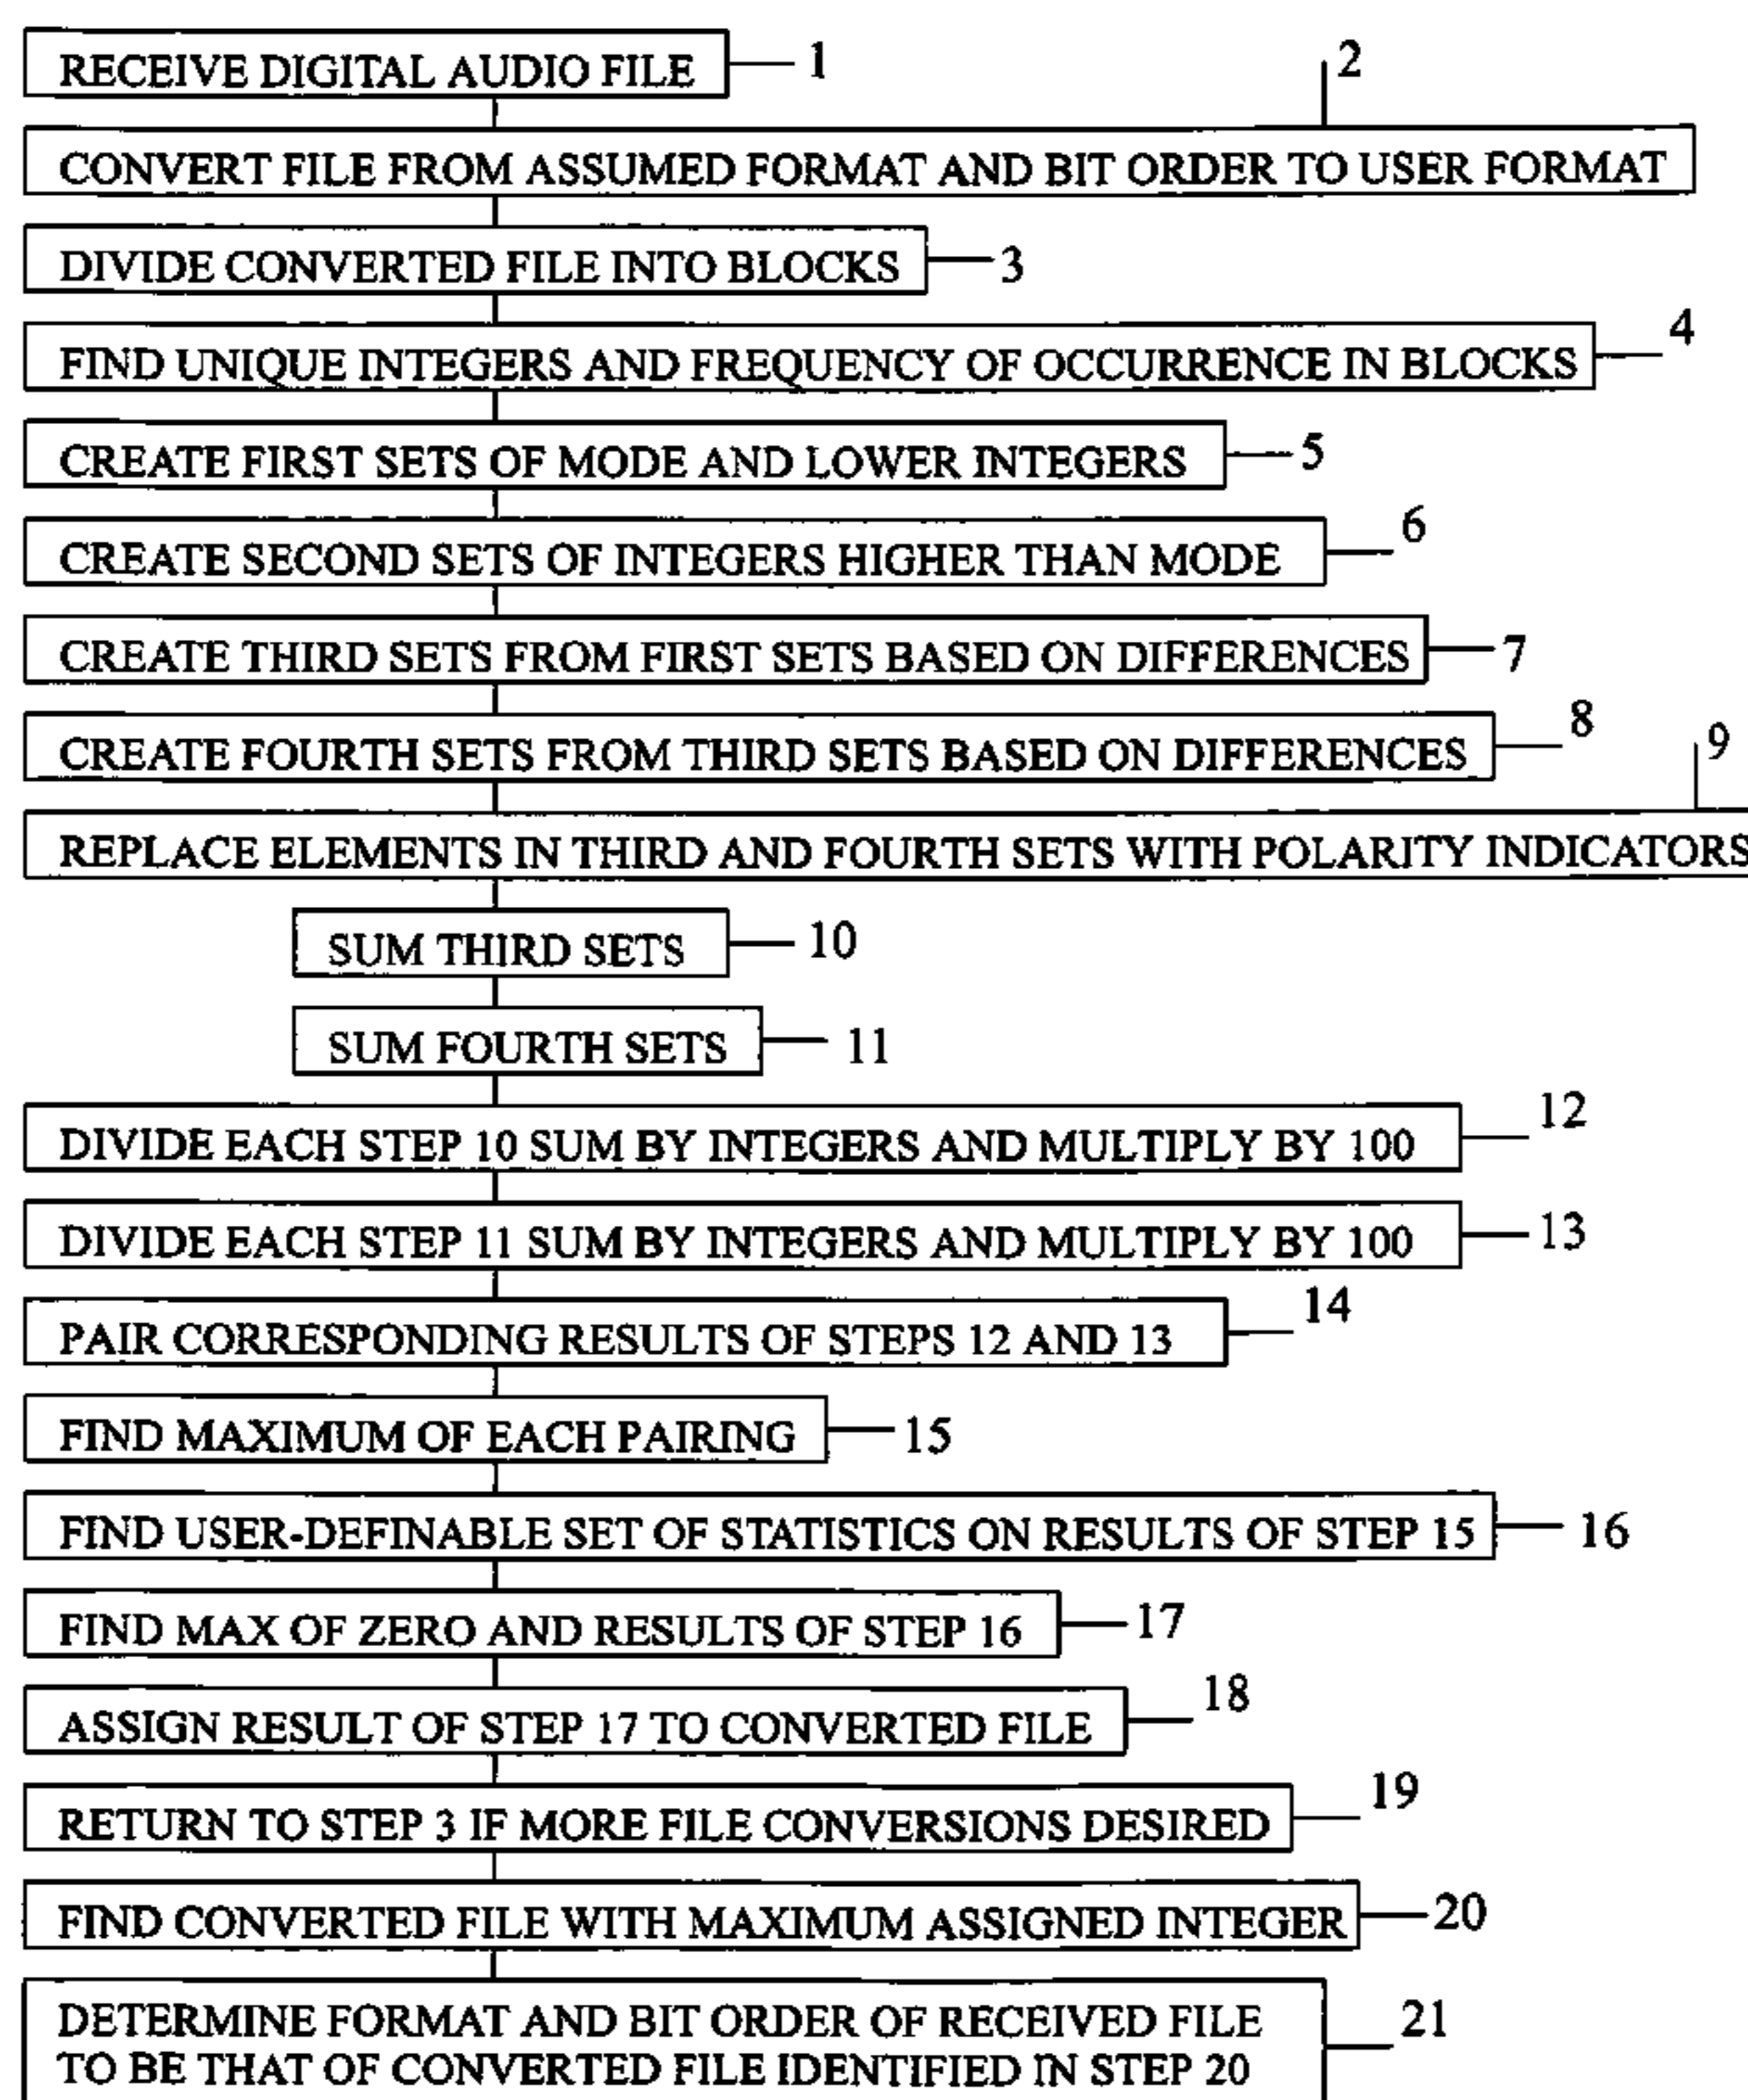 RECEIVE DIGITAL AUDIO FILE 1
2
CONVERT FILE FROM ASSUMED FORMAT AND BIT ORDER TO USER FORMAT
DIVIDE CONVERTED FILE INTO BLOCKS 3
FIND UNIQUE INTEGERS AND FREQUENCY OF OCCURRENCE IN BLOCKS 4
CREATE FIRST SETS OF MODE AND LOWER INTEGERS 5
CREATE SECOND SETS OF INTEGERS HIGHER THAN MODE 6
CREATE THIRD SETS FROM FIRST SETS BASED ON DIFFERENCES 7
CREATE FOURTH SETS FROM THIRD SETS BASED ON DIFFERENCES 8
9
REPLACE ELEMENTS IN THIRD AND FOURTH SETS WITH POLARITY INDICATORS
SUM THIRD SETS 10
SUM FOURTH SETS 11
DIVIDE EACH STEP 10 SUM BY INTEGERS AND MULTIPLY BY 100 12
DIVIDE EACH STEP 11 SUM BY INTEGERS AND MULTIPLY BY 100 13
PAIR CORRESPONDING RESULTS OF STEPS 12 AND 13 14
FIND MAXIMUM OF EACH PAIRING 15
FIND USER-DEFINABLE SET OF STATISTICS ON RESULTS OF STEP 15 16
FIND MAX OF ZERO AND RESULTS OF STEP 16 17
ASSIGN RESULT OF STEP 17 TO CONVERTED FILE 18
RETURN TO STEP 3 IF MORE FILE CONVERSIONS DESIRED 19
FIND CONVERTED FILE WITH MAXIMUM ASSIGNED INTEGER 20
DETERMINE FORMAT AND BIT ORDER OF RECEIVED FILE 21
TO BE THAT OF CONVERTED FILE IDENTIFIED IN STEP 20